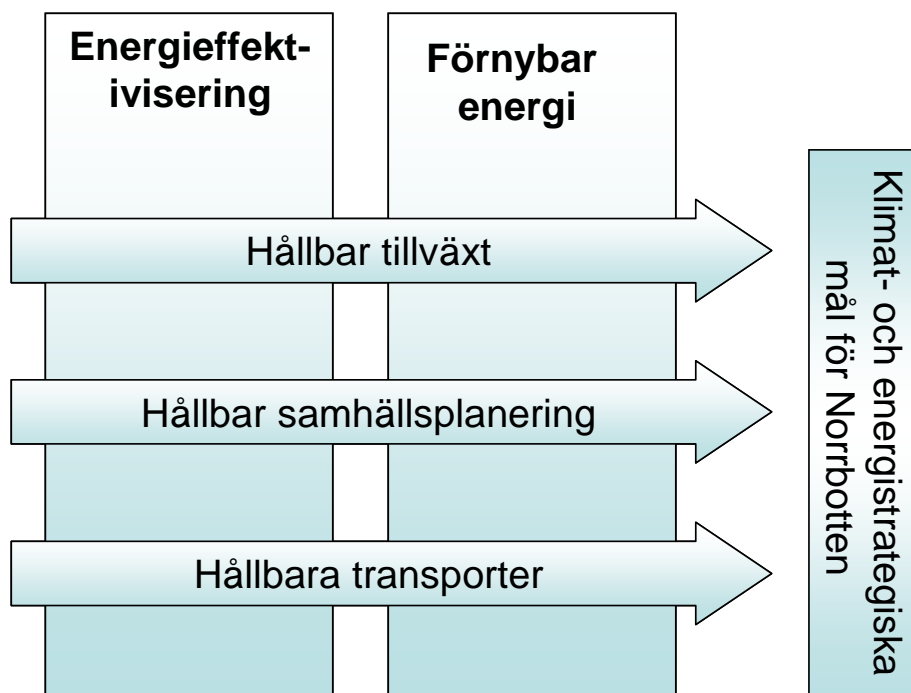 Energieffekt-
ivisering
Förnybar
energi
Hållbar tillväxt
Hållbar samhällsplanering
Hållbara transporter
Klimat- och energistrategiska
mål för Norrbotten